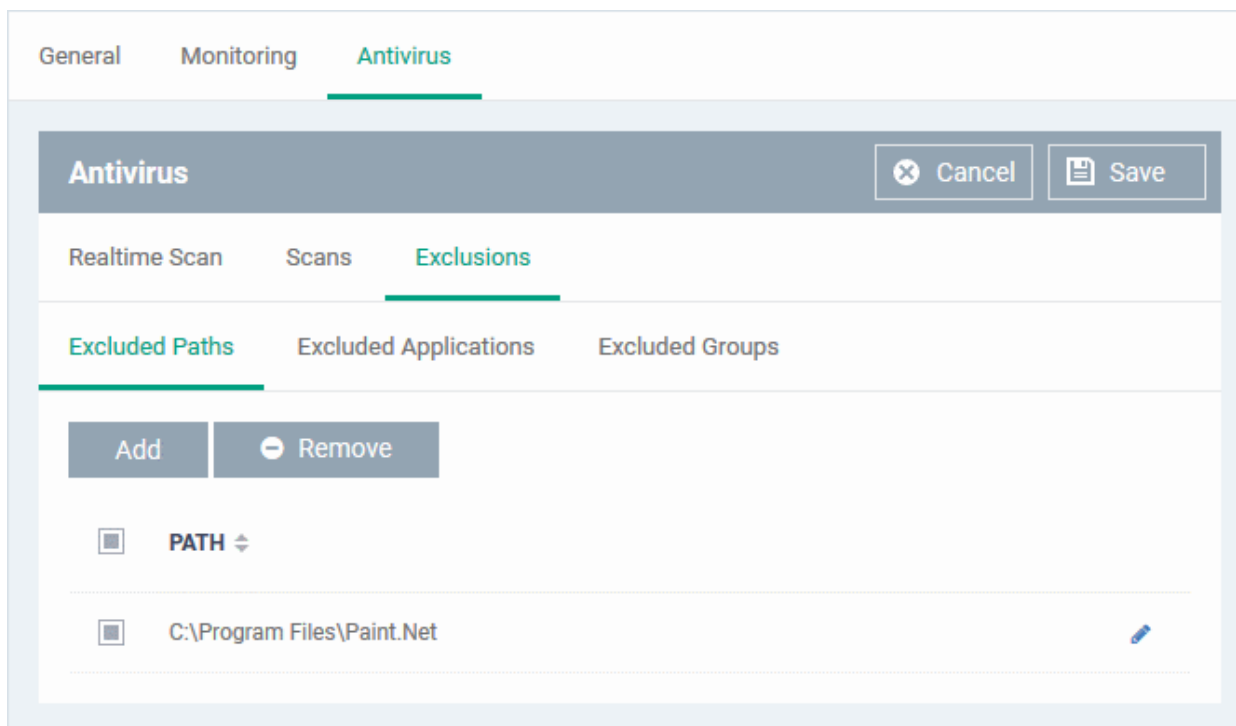 General Monitoring Antivirus
Antivirus Cancel Save
Realtime Scan Scans Exclusions
Excluded Paths Excluded Applications Excluded Groups
Add Remove
PATH
C:\Program Files\Paint.Net